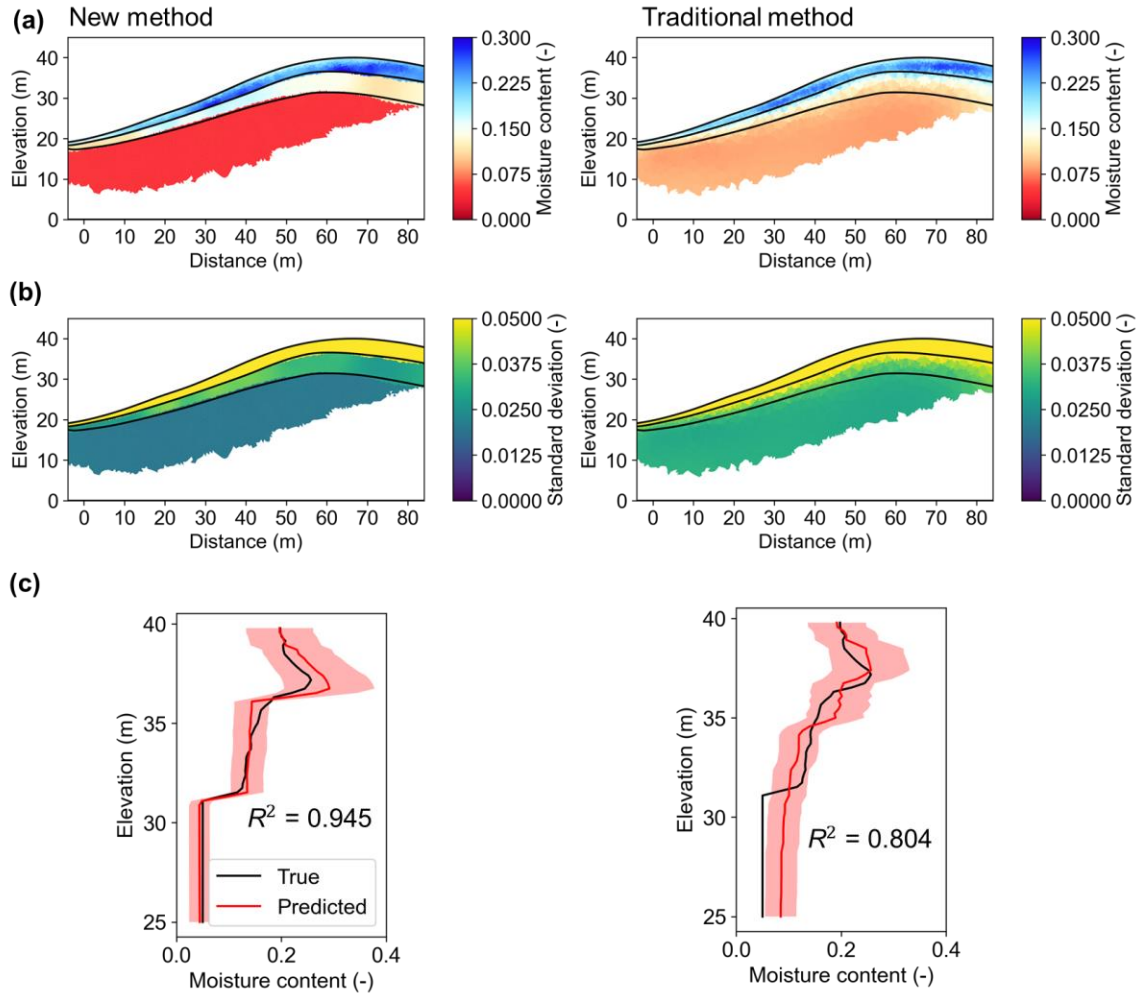 (a) New method Traditional method
40
30
20
10
0
Elevation (m)
0 10 20 30 40 50 60 70 80
Distance (m)
0.300
0.225
0.150
0.075
0.000
Moisture content (-)
40
30
20
10
0
Elevation (m)
0 10 20 30 40 50 60 70 80
Distance (m)
0.300
0.225
0.150
0.075
0.000
Moisture content (-)
(b)
40
30
20
10
0
Elevation (m)
0 10 20 30 40 50 60 70 80
Distance (m)
0.0500
0.0375
0.0250
0.0125
0.0000
Standard deviation (-)
40
30
20
10
0
Elevation (m)
0 10 20 30 40 50 60 70 80
Distance (m)
0.0500
0.0375
0.0250
0.0125
0.0000
Standard deviation (-)
(c)
40
35
30
25
Elevation (m)
R² = 0.945
True
Predicted
0.0 0.2 0.4
Moisture content (-)
40
35
30
25
Elevation (m)
R² = 0.804
0.0 0.2 0.4
Moisture content (-)